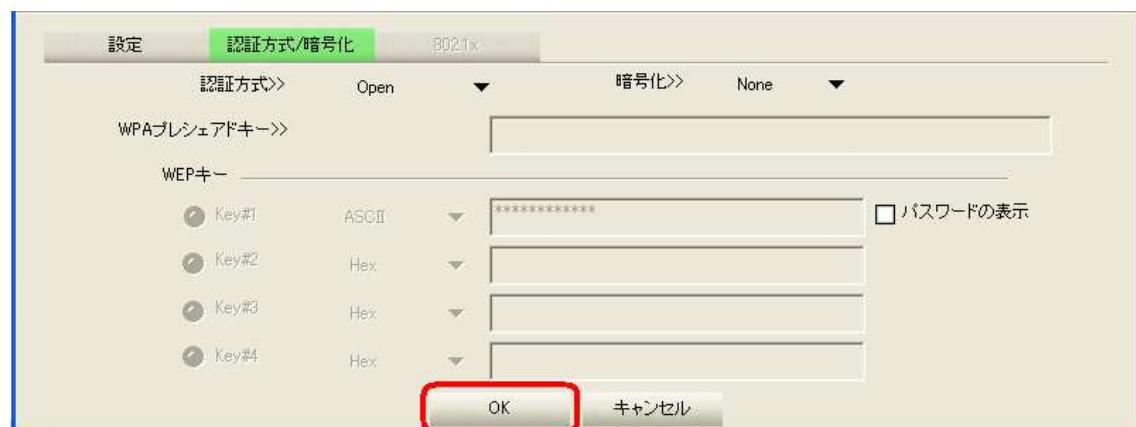 設定 認証方式/暗号化 802.1x
認証方式>> Open 暗号化>> None
WPAプレシェアドキー>>
WEPキー
Key#1 ASCII ************ パスワードの表示
Key#2 Hex
Key#3 Hex
Key#4 Hex
OK キャンセル